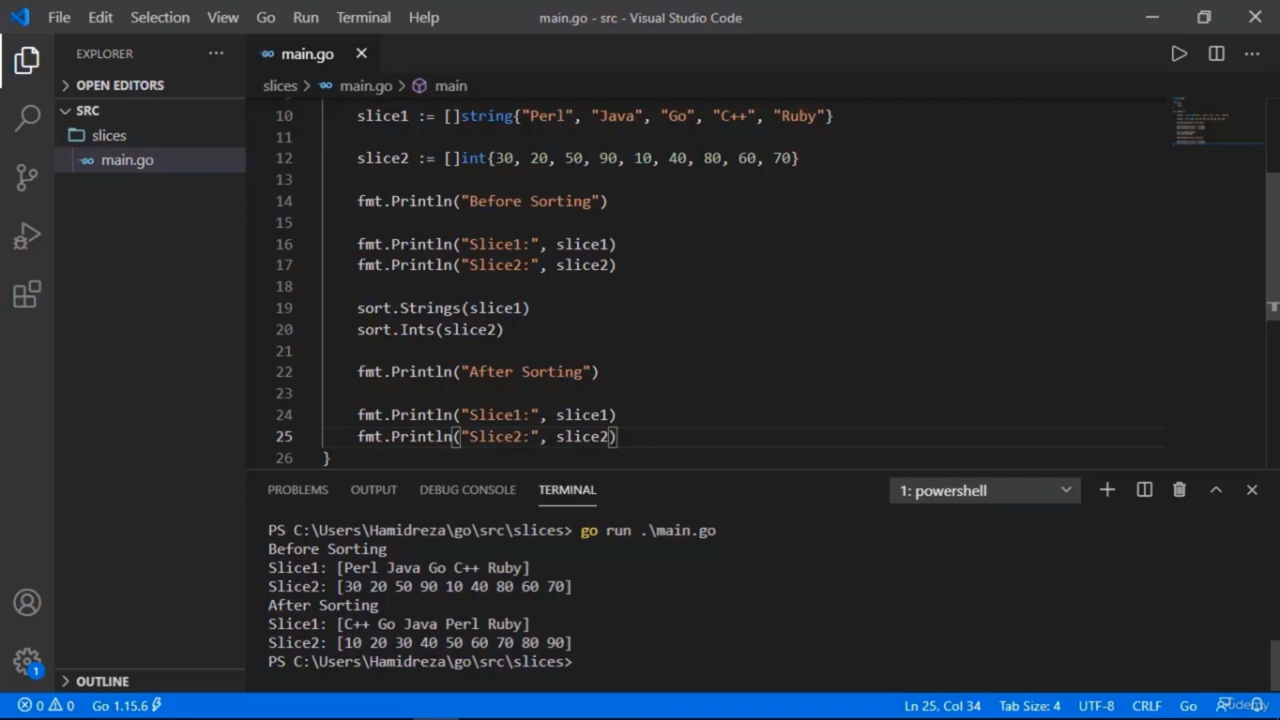 File Edit Selection View Go Run Terminal Help main.go - src - Visual Studio Code
EXPLORER
OPEN EDITORS
SRC
slices
main.go
OUTLINE
main.go
slices > main.go > main
10 slice1 := []string{"Perl", "Java", "Go", "C++", "Ruby"}
11
12 slice2 := []int{30, 20, 50, 90, 10, 40, 80, 60, 70}
13
14 fmt.Println("Before Sorting")
15
16 fmt.Println("Slice1:", slice1)
17 fmt.Println("Slice2:", slice2)
18
19 sort.Strings(slice1)
20 sort.Ints(slice2)
21
22 fmt.Println("After Sorting")
23
24 fmt.Println("Slice1:", slice1)
25 fmt.Println("Slice2:", slice2)
26 }
PROBLEMS OUTPUT DEBUG CONSOLE TERMINAL 1: powershell
PS C:\Users\Hamidreza\go\src\slices> go run .\main.go
Before Sorting
Slice1: [Perl Java Go C++ Ruby]
Slice2: [30 20 50 90 10 40 80 60 70]
After Sorting
Slice1: [C++ Go Java Perl Ruby]
Slice2: [10 20 30 40 50 60 70 80 90]
PS C:\Users\Hamidreza\go\src\slices>
1
0 0 Go 1.15.6 Ln 25, Col 34 Tab Size: 4 UTF-8 CRLF Go